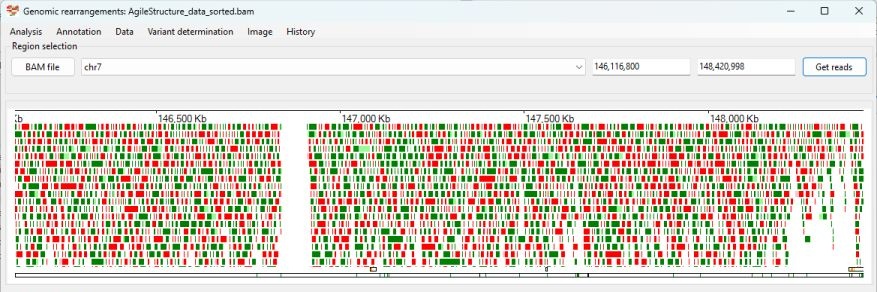 Genomic rearrangements: AgileStructure_data_sorted.bam
Analysis Annotation Data Variant determination Image History
Region selection
BAM file chr7 146,116,800 148,420,998 Get reads
Kb 146,500 Kb 147,000 Kb 147,500 Kb 148,000 Kb